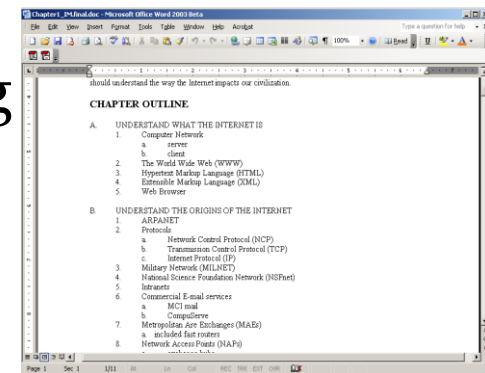 Chapter1_IM.final.doc - Microsoft Office Word 2003 Beta
File Edit View Insert Format Tools Table Window Help Acrobat Type a question for help
100% Read
g
should understand the way the Internet impacts our civilization.
CHAPTER OUTLINE
A. UNDERSTAND WHAT THE INTERNET IS
1. Computer Network
a. server
b. client
2. The World Wide Web (WWW)
3. Hypertext Markup Language (HTML)
4. Extensible Markup Language (XML)
5. Web Browser
B. UNDERSTAND THE ORIGINS OF THE INTERNET
1. ARPANET
2. Protocols
a. Network Control Protocol (NCP)
b. Transmission Control Protocol (TCP)
c. Internet Protocol (IP)
3. Military Network (MILNET)
4. National Science Foundation Network (NSFnet)
5. Intranets
6. Commercial E-mail services
a. MCI mail
b. CompuServe
7. Metropolitan Are Exchanges (MAEs)
a. included fast routers
8. Network Access Points (NAPs)
Page 1 Sec 1 1/11 At Ln Col REC TRK EXT OVR